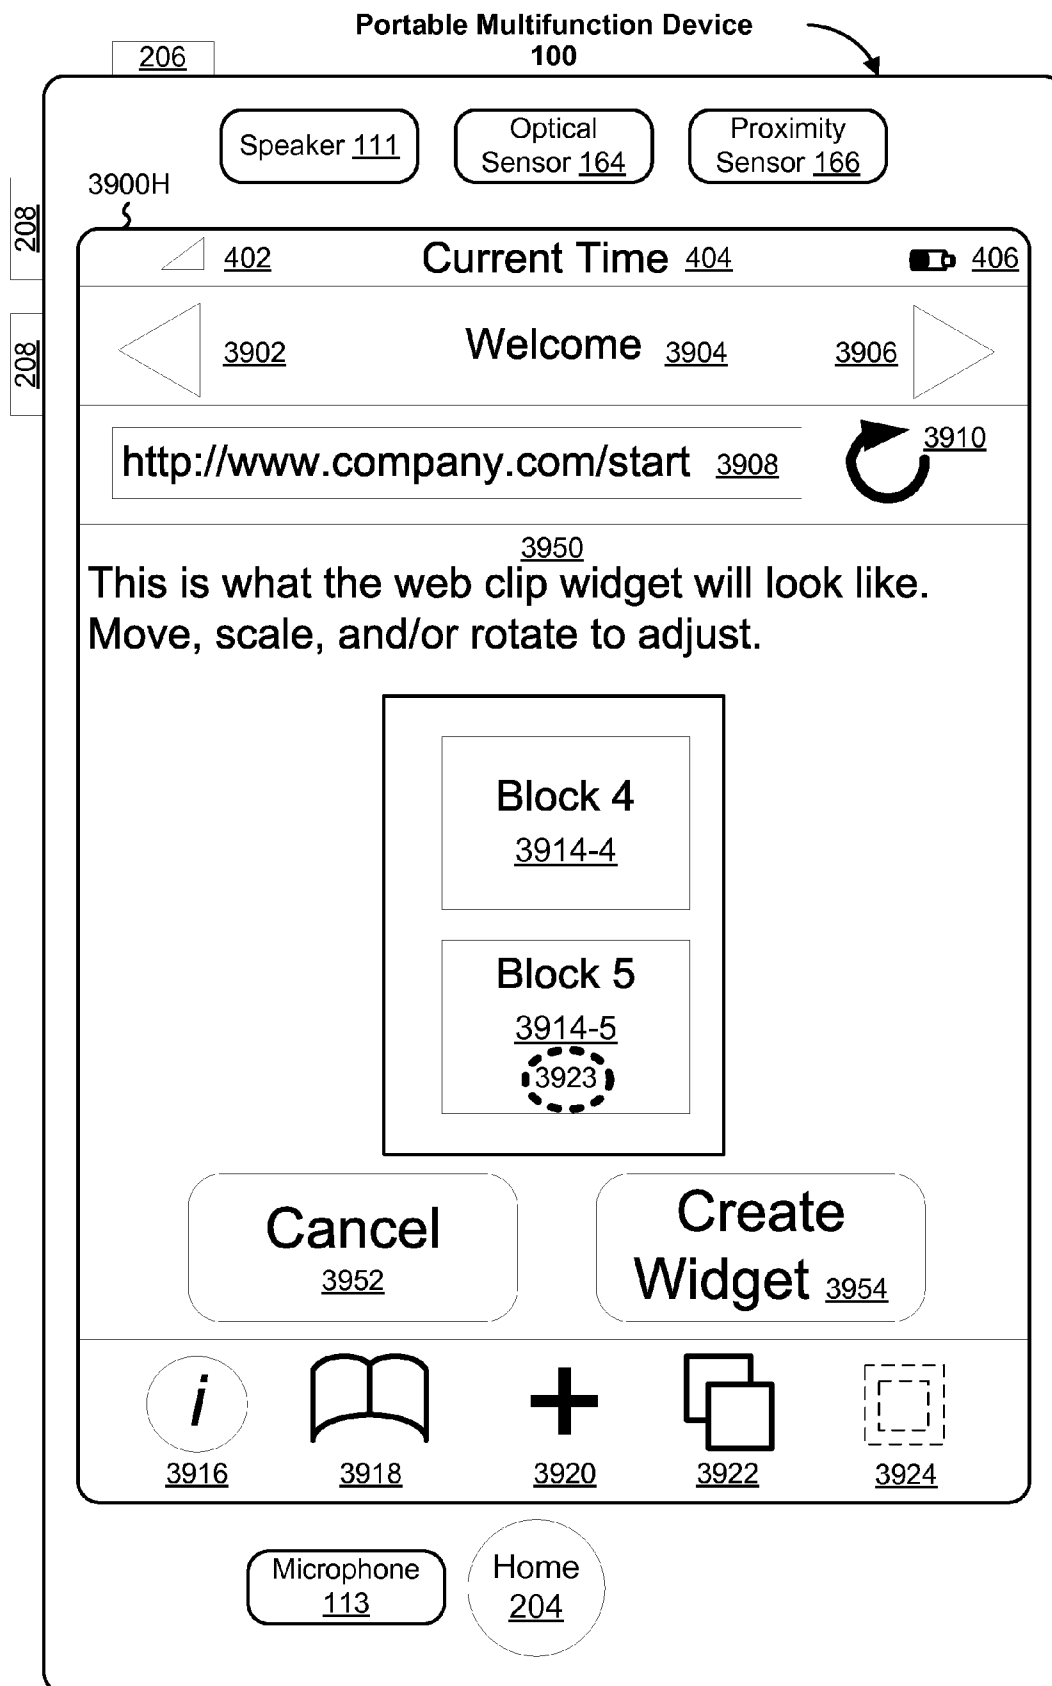 Portable Multifunction Device
100
206
Speaker 111
Optical
Sensor 164
Proximity
Sensor 166
3900H
208
208
402
Current Time 404
406
3902
Welcome 3904
3906
http://www.company.com/start 3908
3910
3950
This is what the web clip widget will look like.
Move, scale, and/or rotate to adjust.
Block 4
3914-4
Block 5
3914-5
3923
Cancel
3952
Create
Widget 3954
i
3916
3918
3920
3922
3924
Microphone
113
Home
204